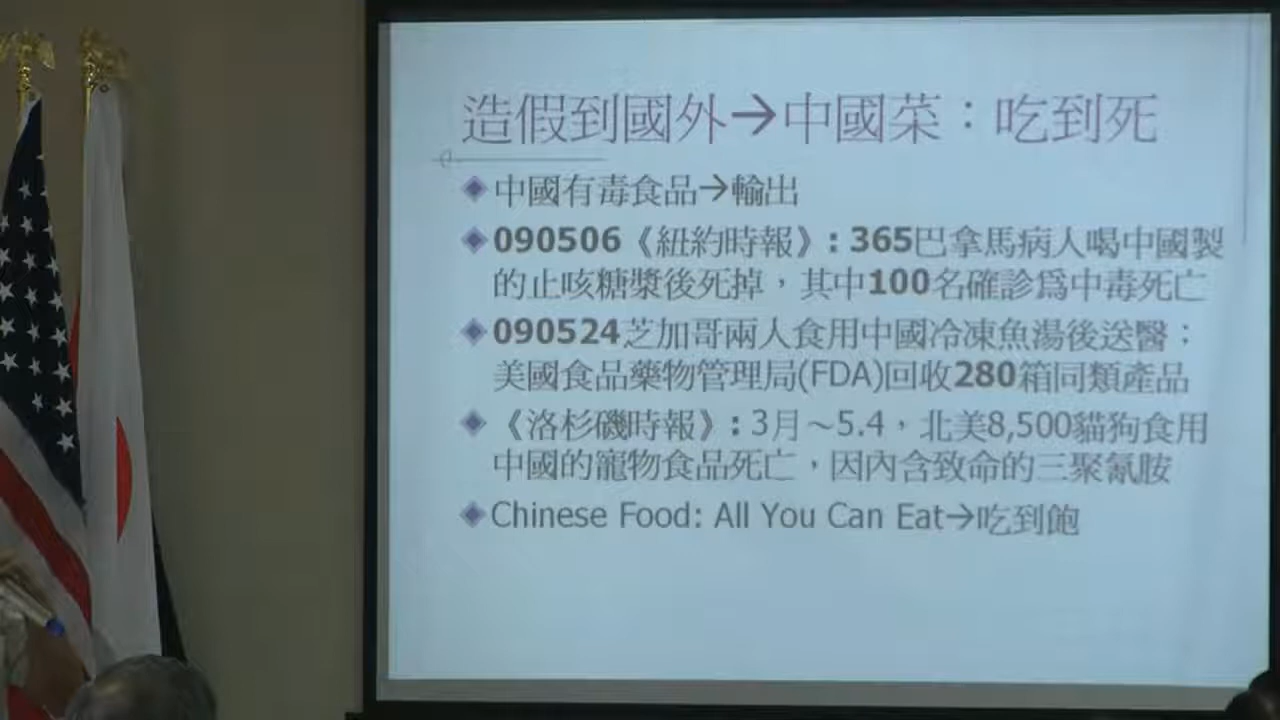 造假到國外→中國菜：吃到死
中國有毒食品→輸出
090506《紐約時報》: 365巴拿馬病人喝中國製
的止咳糖漿後死掉，其中100名確診爲中毒死亡
090524芝加哥兩人食用中國冷凍魚湯後送醫；
美國食品藥物管理局(FDA)回收280箱同類產品
《洛杉磯時報》: 3月～5.4，北美8,500貓狗食用
中國的寵物食品死亡，因內含致命的三聚氰胺
Chinese Food: All You Can Eat→吃到飽